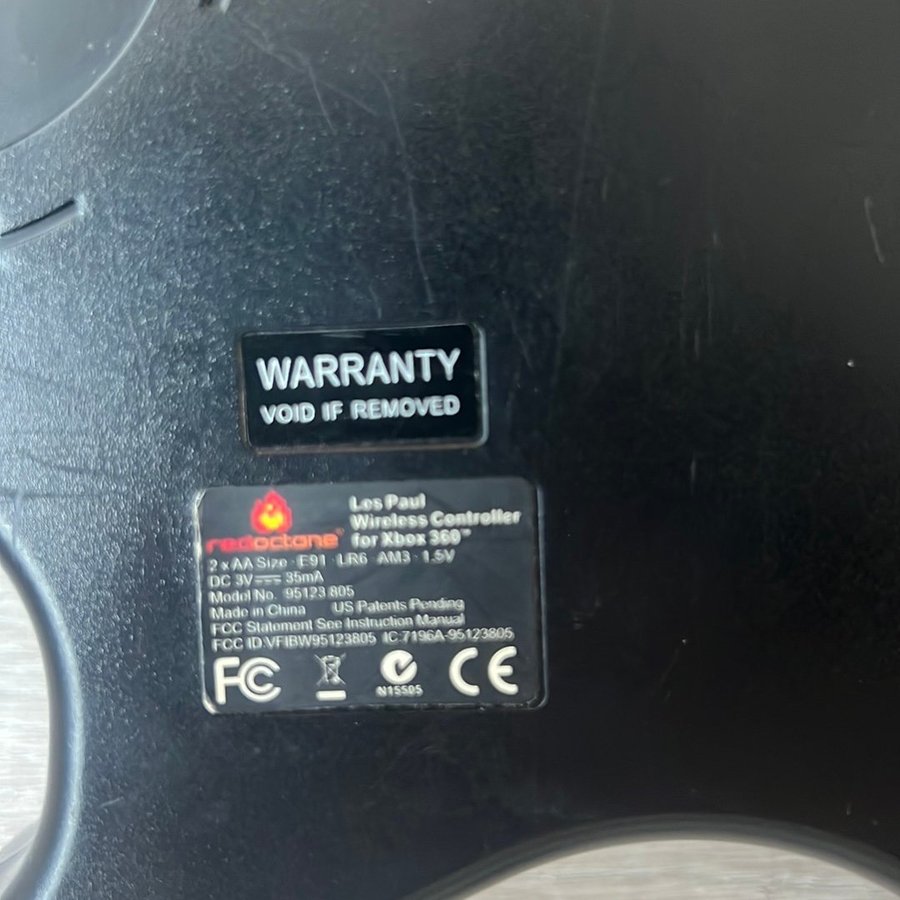 WARRANTY
VOID IF REMOVED
redoctane™
Les Paul
Wireless Controller
for Xbox 360™
2 x AA Size · E91 · LR6 · AM3 · 1.5V
DC 3V⎓ 35mA
Model No. 95123.805
Made in China US Patents Pending
FCC Statement See Instruction Manual
FCC ID:VFIBW95123805 IC:7196A-95123805
FC CE
N15505